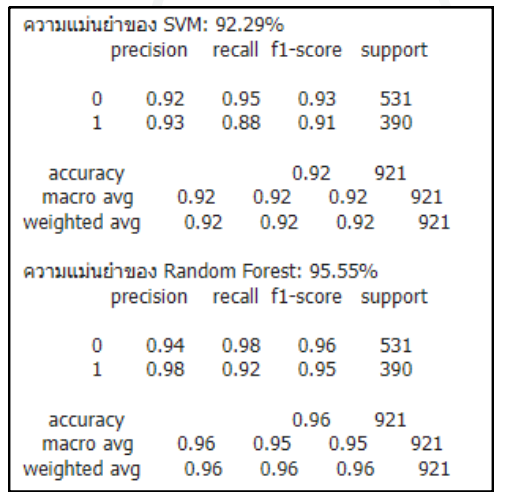 ความแม่นยำของ SVM: 92.29%
precision recall f1-score support
0 0.92 0.95 0.93 531
1 0.93 0.88 0.91 390
accuracy 0.92 921
macro avg 0.92 0.92 0.92 921
weighted avg 0.92 0.92 0.92 921
ความแม่นยำของ Random Forest: 95.55%
precision recall f1-score support
0 0.94 0.98 0.96 531
1 0.98 0.92 0.95 390
accuracy 0.96 921
macro avg 0.96 0.95 0.95 921
weighted avg 0.96 0.96 0.96 921